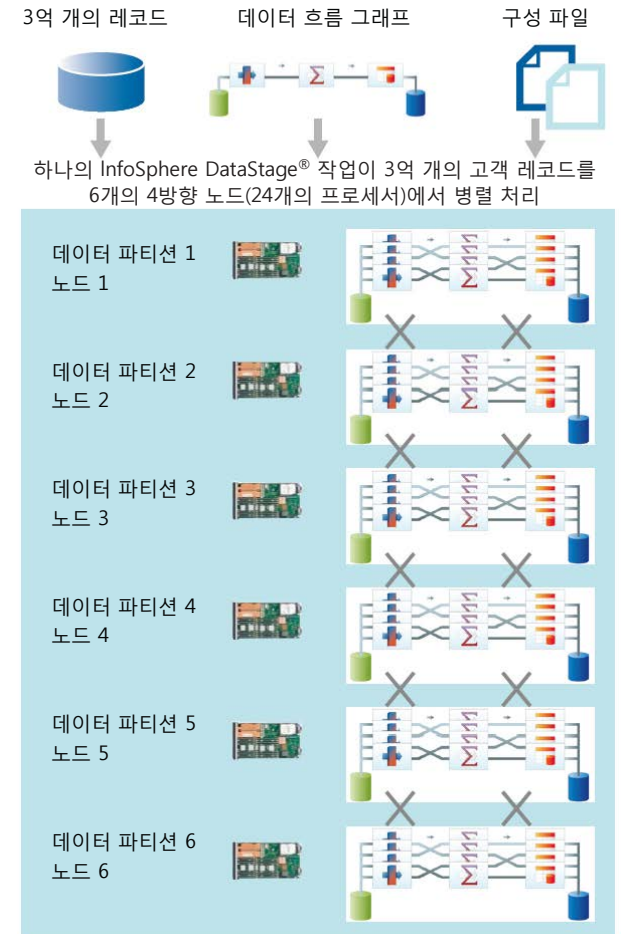 3억 개의 레코드
데이터 흐름 그래프
구성 파일
하나의 InfoSphere DataStage® 작업이 3억 개의 고객 레코드를
6개의 4방향 노드(24개의 프로세서)에서 병렬 처리
데이터 파티션 1
노드 1
데이터 파티션 2
노드 2
데이터 파티션 3
노드 3
데이터 파티션 4
노드 4
데이터 파티션 5
노드 5
데이터 파티션 6
노드 6